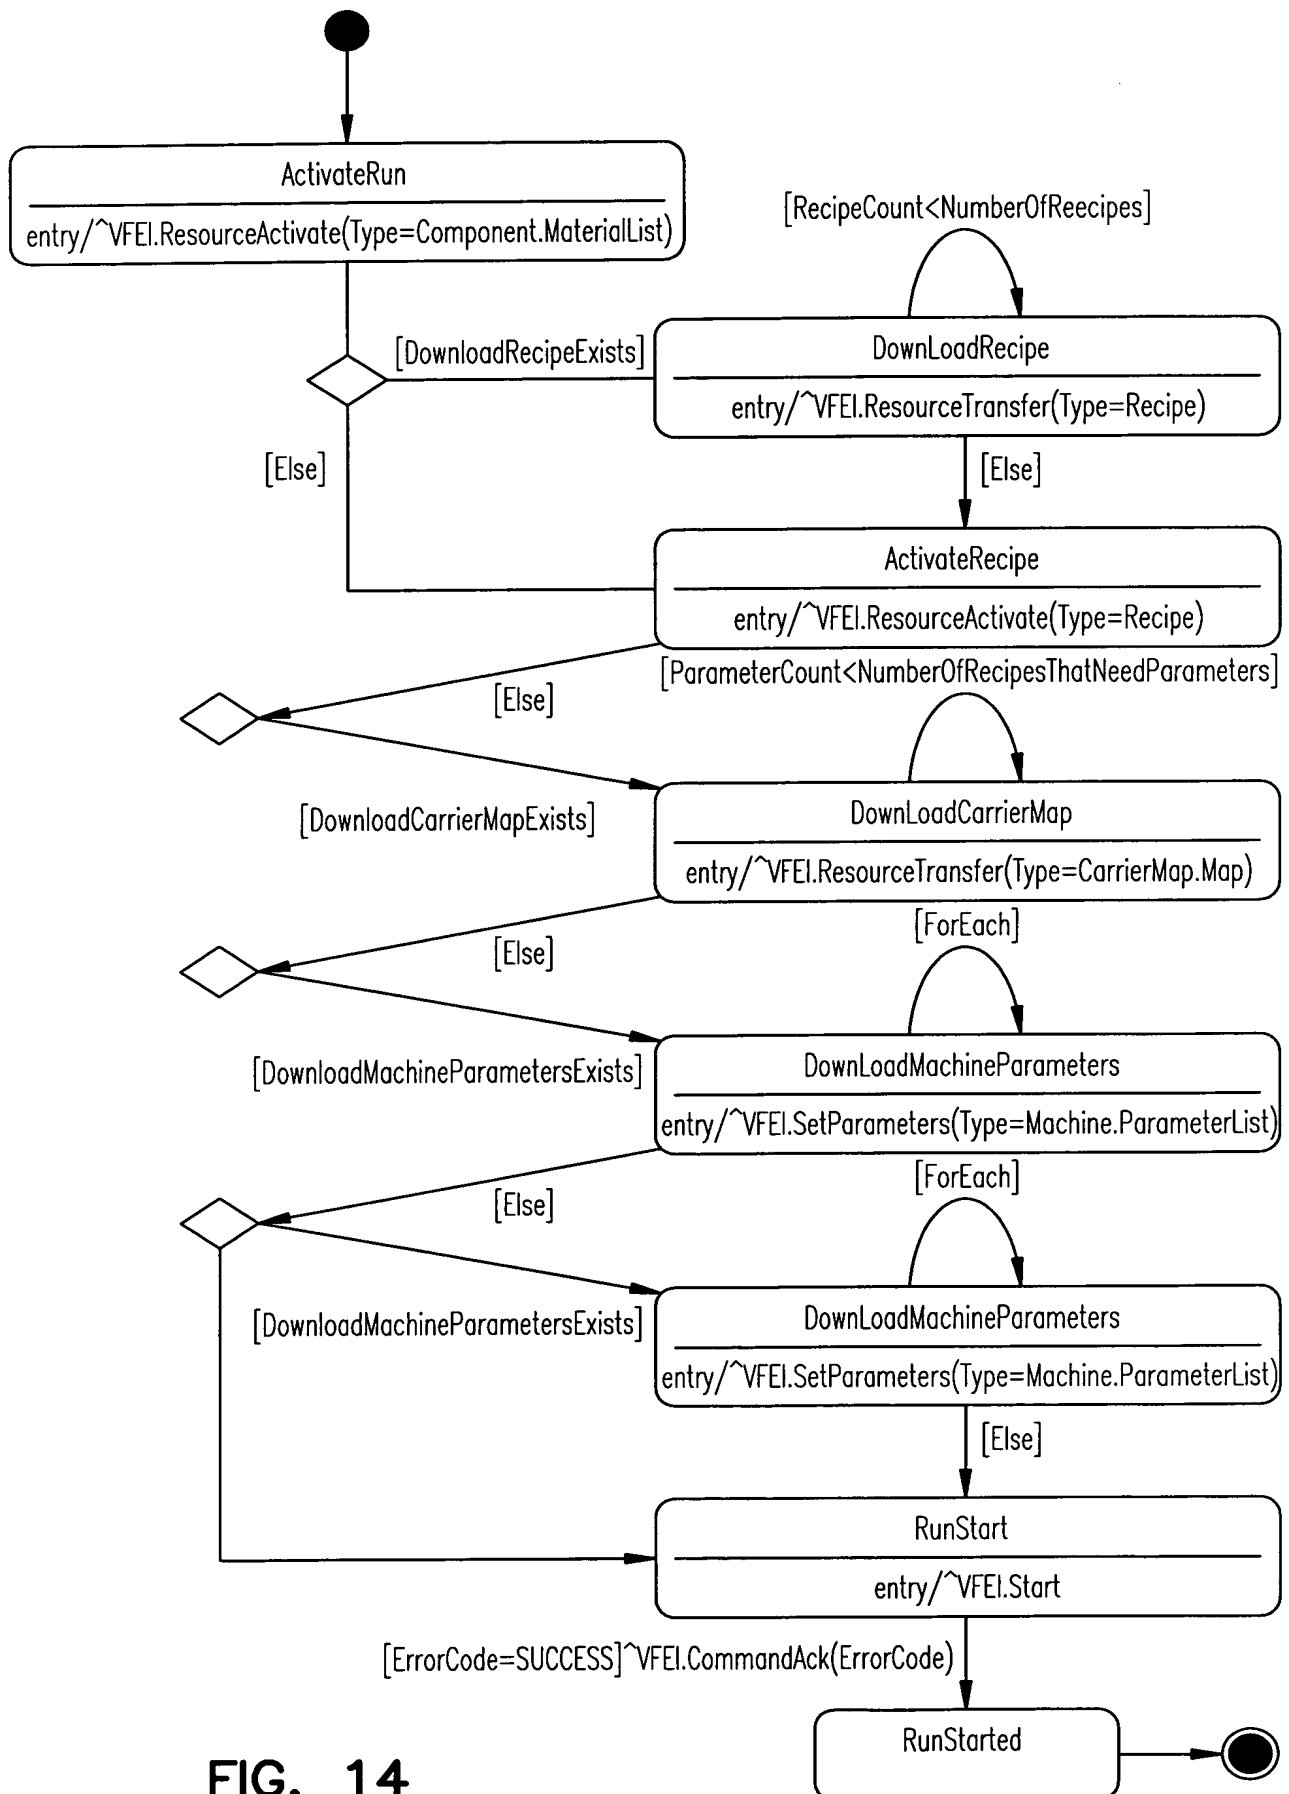 ActivateRun
entry/^VFEI.ResourceActivate(Type=Component.MaterialList)
[RecipeCount<NumberOfReecipes]
[DownloadRecipeExists]
DownLoadRecipe
entry/^VFEI.ResourceTransfer(Type=Recipe)
[Else]
[Else]
ActivateRecipe
entry/^VFEI.ResourceActivate(Type=Recipe)
[ParameterCount<NumberOfRecipesThatNeedParameters]
[Else]
[DownloadCarrierMapExists]
DownLoadCarrierMap
entry/^VFEI.ResourceTransfer(Type=CarrierMap.Map)
[ForEach]
[Else]
[DownloadMachineParametersExists]
DownLoadMachineParameters
entry/^VFEI.SetParameters(Type=Machine.ParameterList)
[ForEach]
[Else]
[DownloadMachineParametersExists]
DownLoadMachineParameters
entry/^VFEI.SetParameters(Type=Machine.ParameterList)
[Else]
RunStart
entry/^VFEI.Start
[ErrorCode=SUCCESS]^VFEI.CommandAck(ErrorCode)
RunStarted
FIG. 14